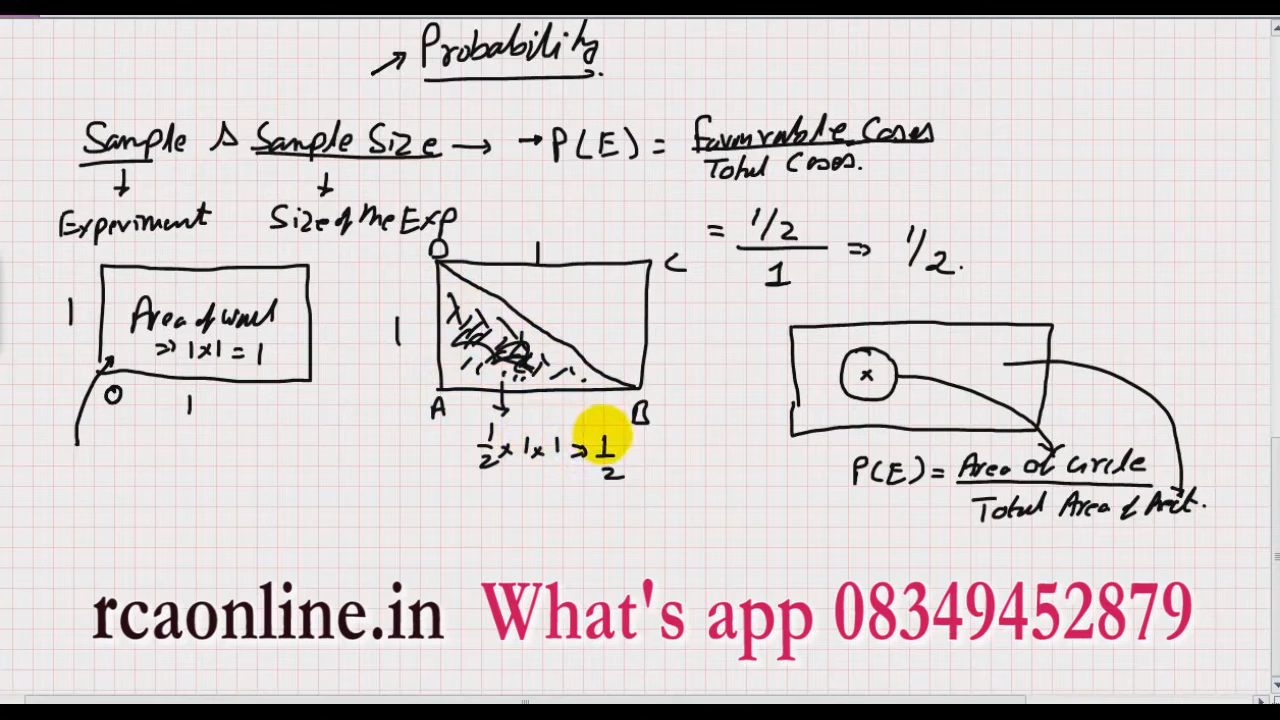 Probability
Sample & Sample Size → → P(E) = Favourable Cases
Total Cases.
Experiment Size of the Exp
= 1/2 ⇒ 1/2.
1
D 1 C
1 Area of wall 1
⇒ 1×1 = 1
O 1 A B
1/2 × 1 × 1 ⇒ 1/2
x
P(E) = Area of circle
Total Area of
rcaonline.in What's app 08349452879